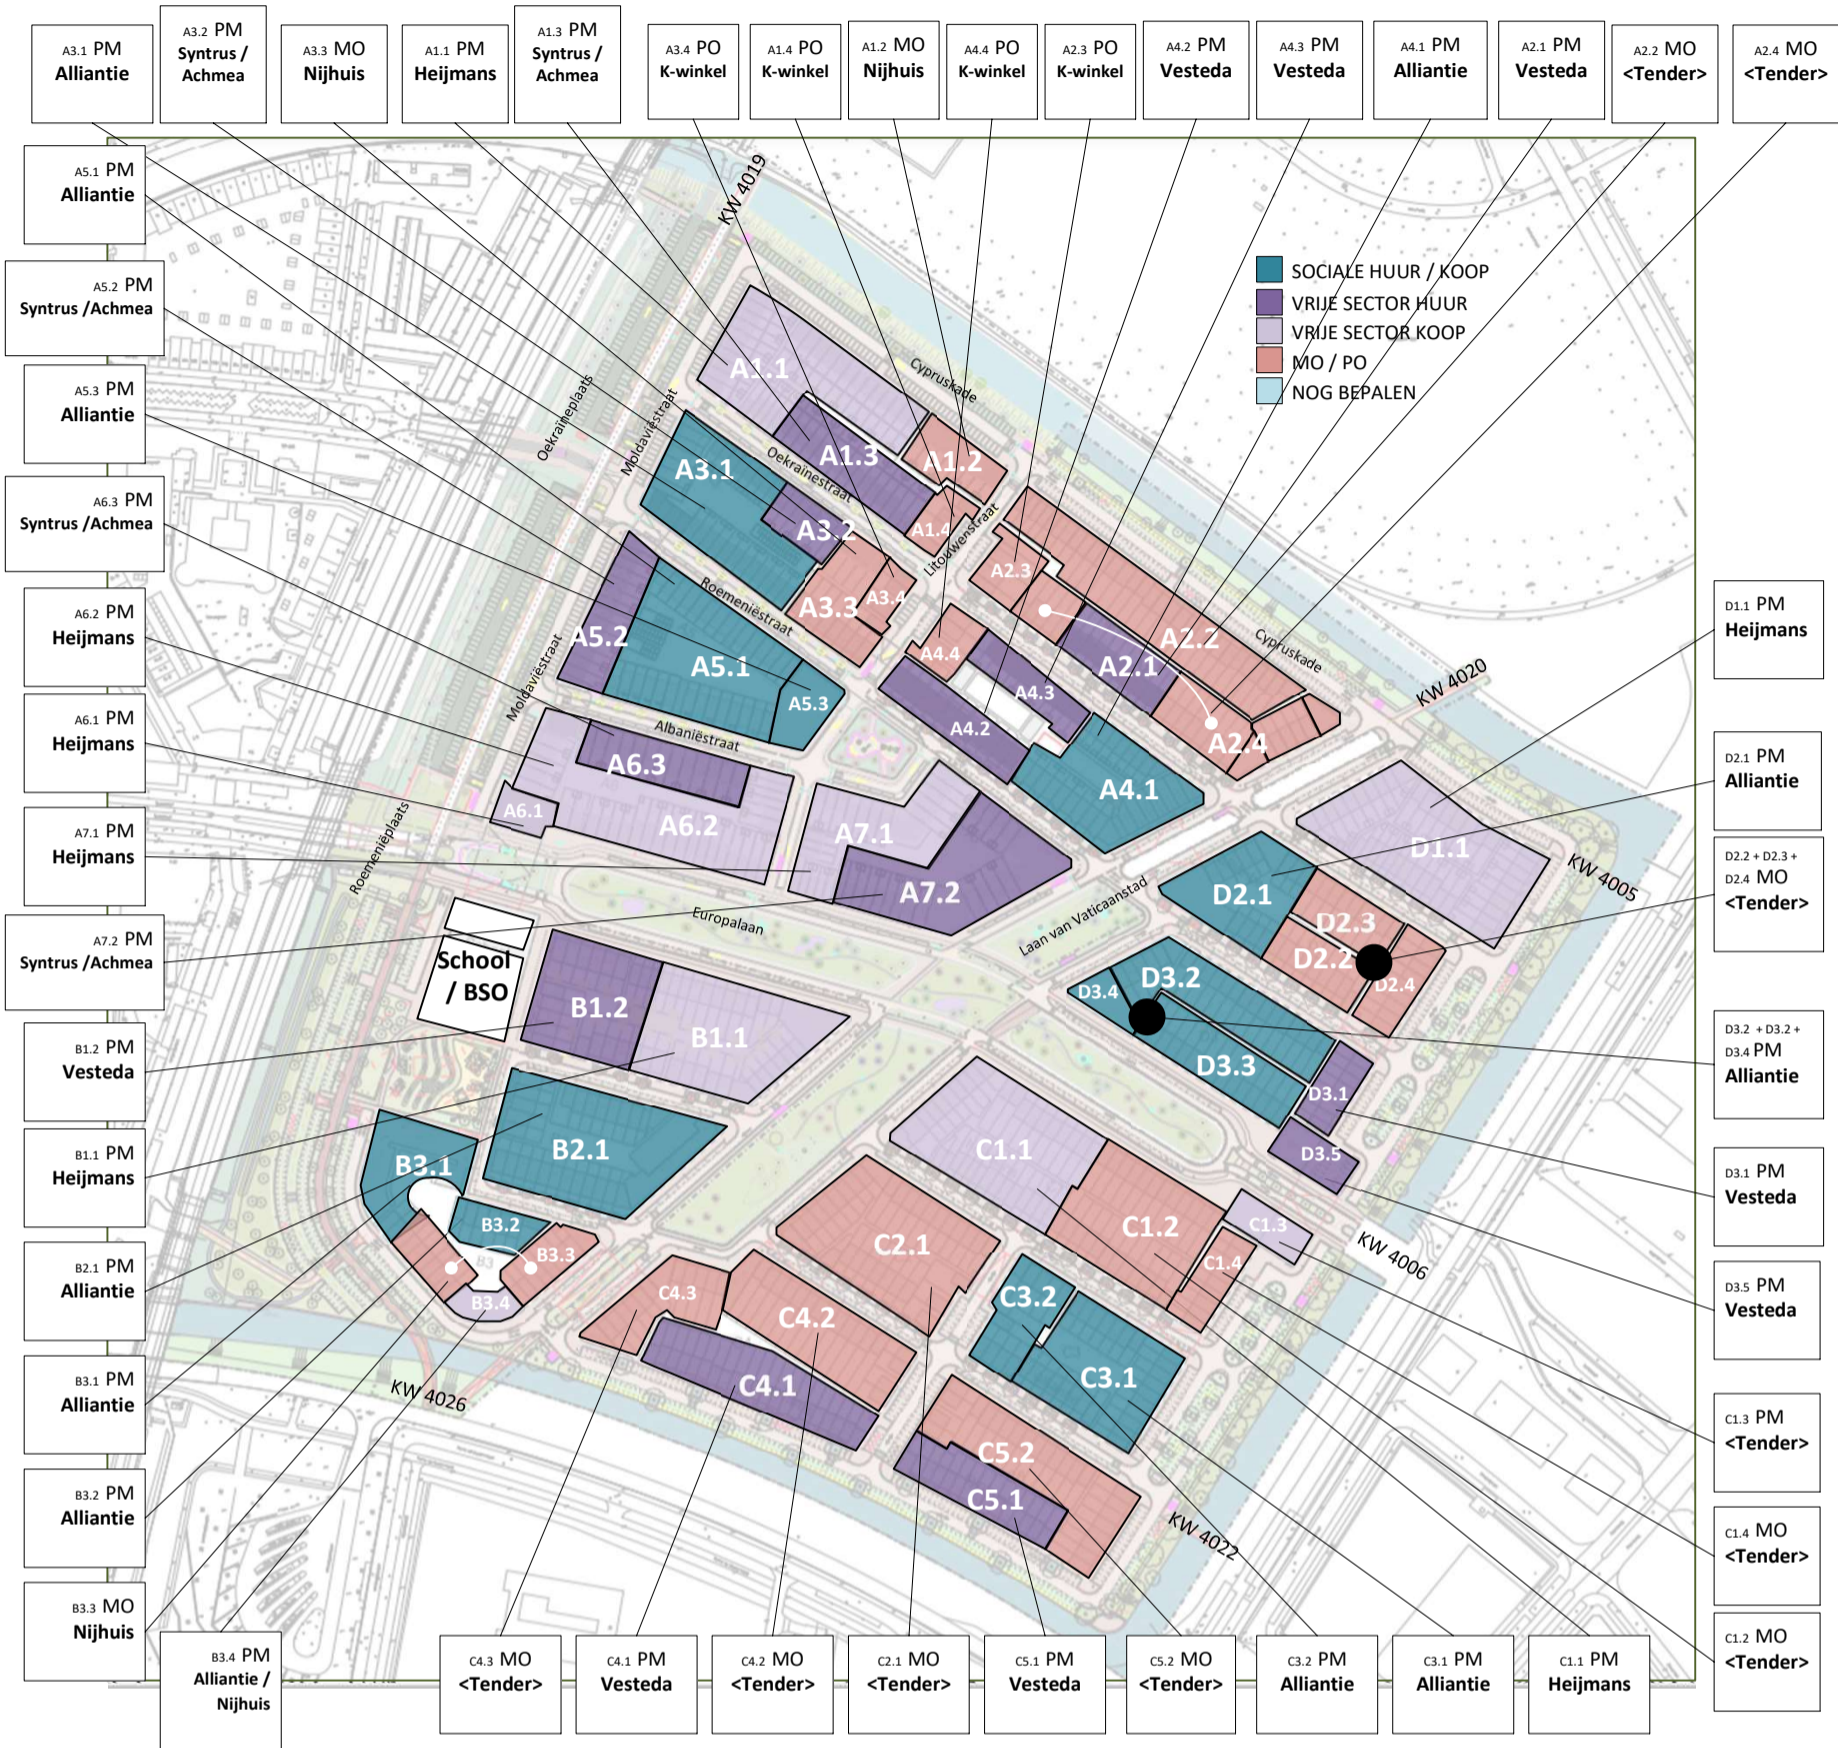 A3.1 PM
Alliantie
A3.2 PM
Syntrus /
Achmea
A3.3 MO
Nijhuis
A1.1 PM
Heijmans
A1.3 PM
Syntrus /
Achmea
A3.4 PO
K-winkel
A1.4 PO
K-winkel
A1.2 MO
Nijhuis
A4.4 PO
K-winkel
A2.3 PO
K-winkel
A4.2 PM
Vesteda
A4.3 PM
Vesteda
A4.1 PM
Alliantie
A2.1 PM
Vesteda
A2.2 MO
<Tender>
A2.4 MO
<Tender>
A5.1 PM
Alliantie
A5.2 PM
Syntrus /Achmea
A5.3 PM
Alliantie
A6.3 PM
Syntrus /Achmea
A6.2 PM
Heijmans
A6.1 PM
Heijmans
A7.1 PM
Heijmans
A7.2 PM
Syntrus /Achmea
B1.2 PM
Vesteda
B1.1 PM
Heijmans
B2.1 PM
Alliantie
B3.1 PM
Alliantie
B3.2 PM
Alliantie
B3.3 MO
Nijhuis
B3.4 PM
Alliantie /
Nijhuis
KW 4019
SOCIALE HUUR / KOOP
VRIJE SECTOR HUUR
VRIJE SECTOR KOOP
MO / PO
NOG BEPALEN
Cypruskade
Oekraïneplaats
Moldaviëstraat
Oekraïnestraat
Litouwenstraat
Roemeniëstraat
Moldaviëstraat
Albaniëstraat
Roemeniëplaats
Europalaan
Laan van Vaticaanstad
Cypruskade
KW 4020
KW 4005
KW 4006
KW 4022
KW 4026
A1.1
A1.3
A1.2
A1.4
A3.1
A3.2
A3.3
A3.4
A2.3
A2.2
A2.1
A2.4
A4.4
A4.3
A4.2
A4.1
A5.2
A5.1
A5.3
A6.3
A6.1
A6.2
A7.1
A7.2
School
/ BSO
B1.2
B1.1
B2.1
B3.1
B3.2
B3
B3.3
B3.4
D1.1
D2.1
D2.3
D2.2
D2.4
D3.2
D3.4
D3.3
D3.1
D3.5
C1.1
C1.2
C1.3
C1.4
C2.1
C3.2
C3.1
C4.3
C4.2
C4.1
C5.2
C5.1
D1.1 PM
Heijmans
D2.1 PM
Alliantie
D2.2 + D2.3 +
D2.4 MO
<Tender>
D3.2 + D3.2 +
D3.4 PM
Alliantie
D3.1 PM
Vesteda
D3.5 PM
Vesteda
C1.3 PM
<Tender>
C1.4 MO
<Tender>
C1.2 MO
<Tender>
C4.3 MO
<Tender>
C4.1 PM
Vesteda
C4.2 MO
<Tender>
C2.1 MO
<Tender>
C5.1 PM
Vesteda
C5.2 MO
<Tender>
C3.2 PM
Alliantie
C3.1 PM
Alliantie
C1.1 PM
Heijmans